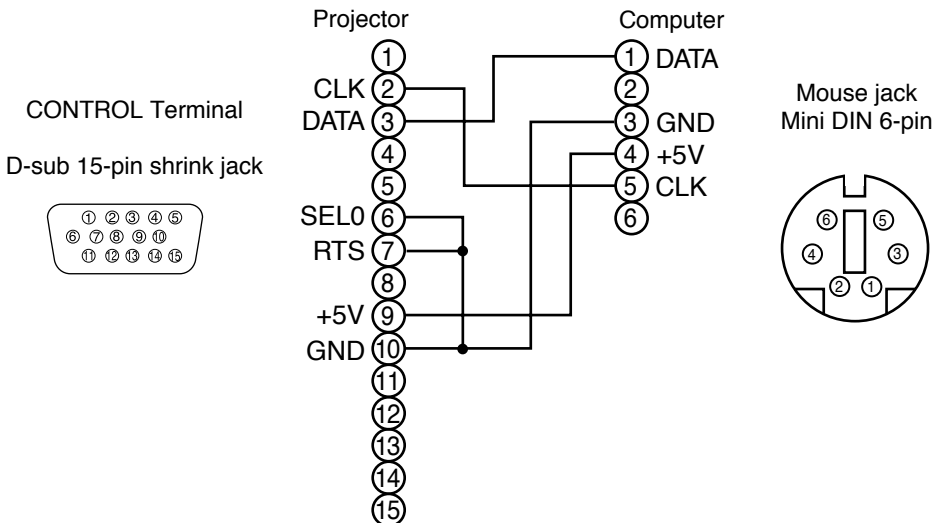 Projector
Computer
CONTROL Terminal
D-sub 15-pin shrink jack
① ② ③ ④ ⑤
⑥ ⑦ ⑧ ⑨ ⑩
⑪ ⑫ ⑬ ⑭ ⑮
①
CLK ②
DATA ③
④
⑤
SEL0 ⑥
RTS ⑦
⑧
+5V ⑨
GND ⑩
⑪
⑫
⑬
⑭
⑮
① DATA
②
③ GND
④ +5V
⑤ CLK
⑥
Mouse jack
Mini DIN 6-pin
⑥ ⑤
④ ③
② ①